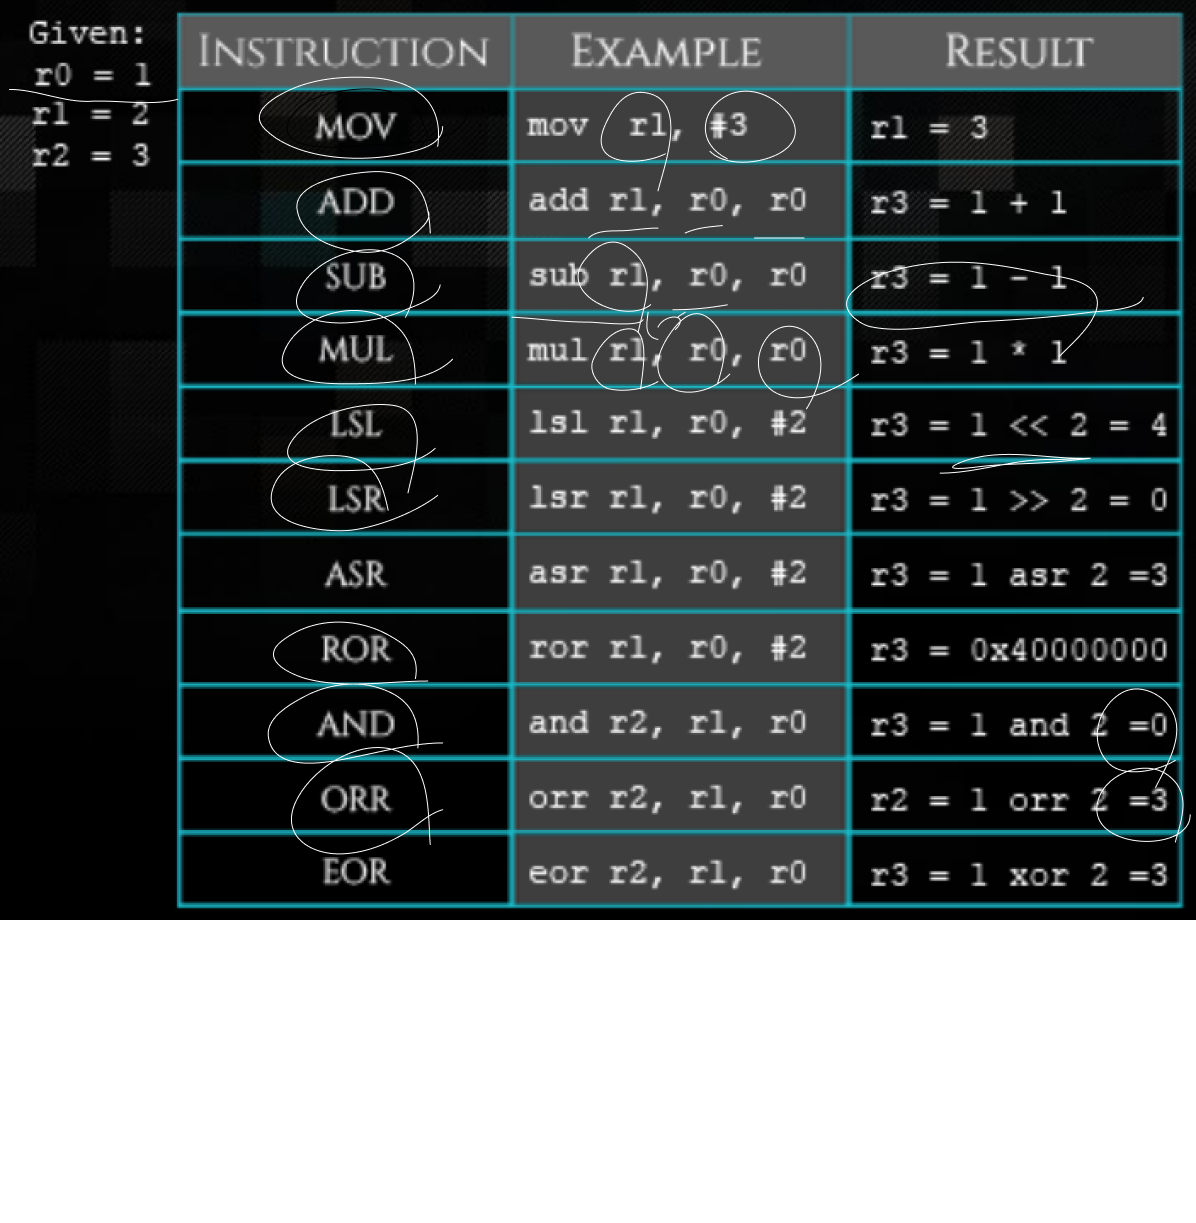 Given:
r0 = 1
r1 = 2
r2 = 3
INSTRUCTION EXAMPLE RESULT
MOV mov r1, #3 r1 = 3
ADD add r1, r0, r0 r3 = 1 + 1
SUB sub r1, r0, r0 r3 = 1 - 1
MUL mul r1, r0, r0 r3 = 1 * 1
LSL lsl r1, r0, #2 r3 = 1 << 2 = 4
LSR lsr r1, r0, #2 r3 = 1 >> 2 = 0
ASR asr r1, r0, #2 r3 = 1 asr 2 =3
ROR ror r1, r0, #2 r3 = 0x40000000
AND and r2, r1, r0 r3 = 1 and 2 =0
ORR orr r2, r1, r0 r2 = 1 orr 2 =3
EOR eor r2, r1, r0 r3 = 1 xor 2 =3